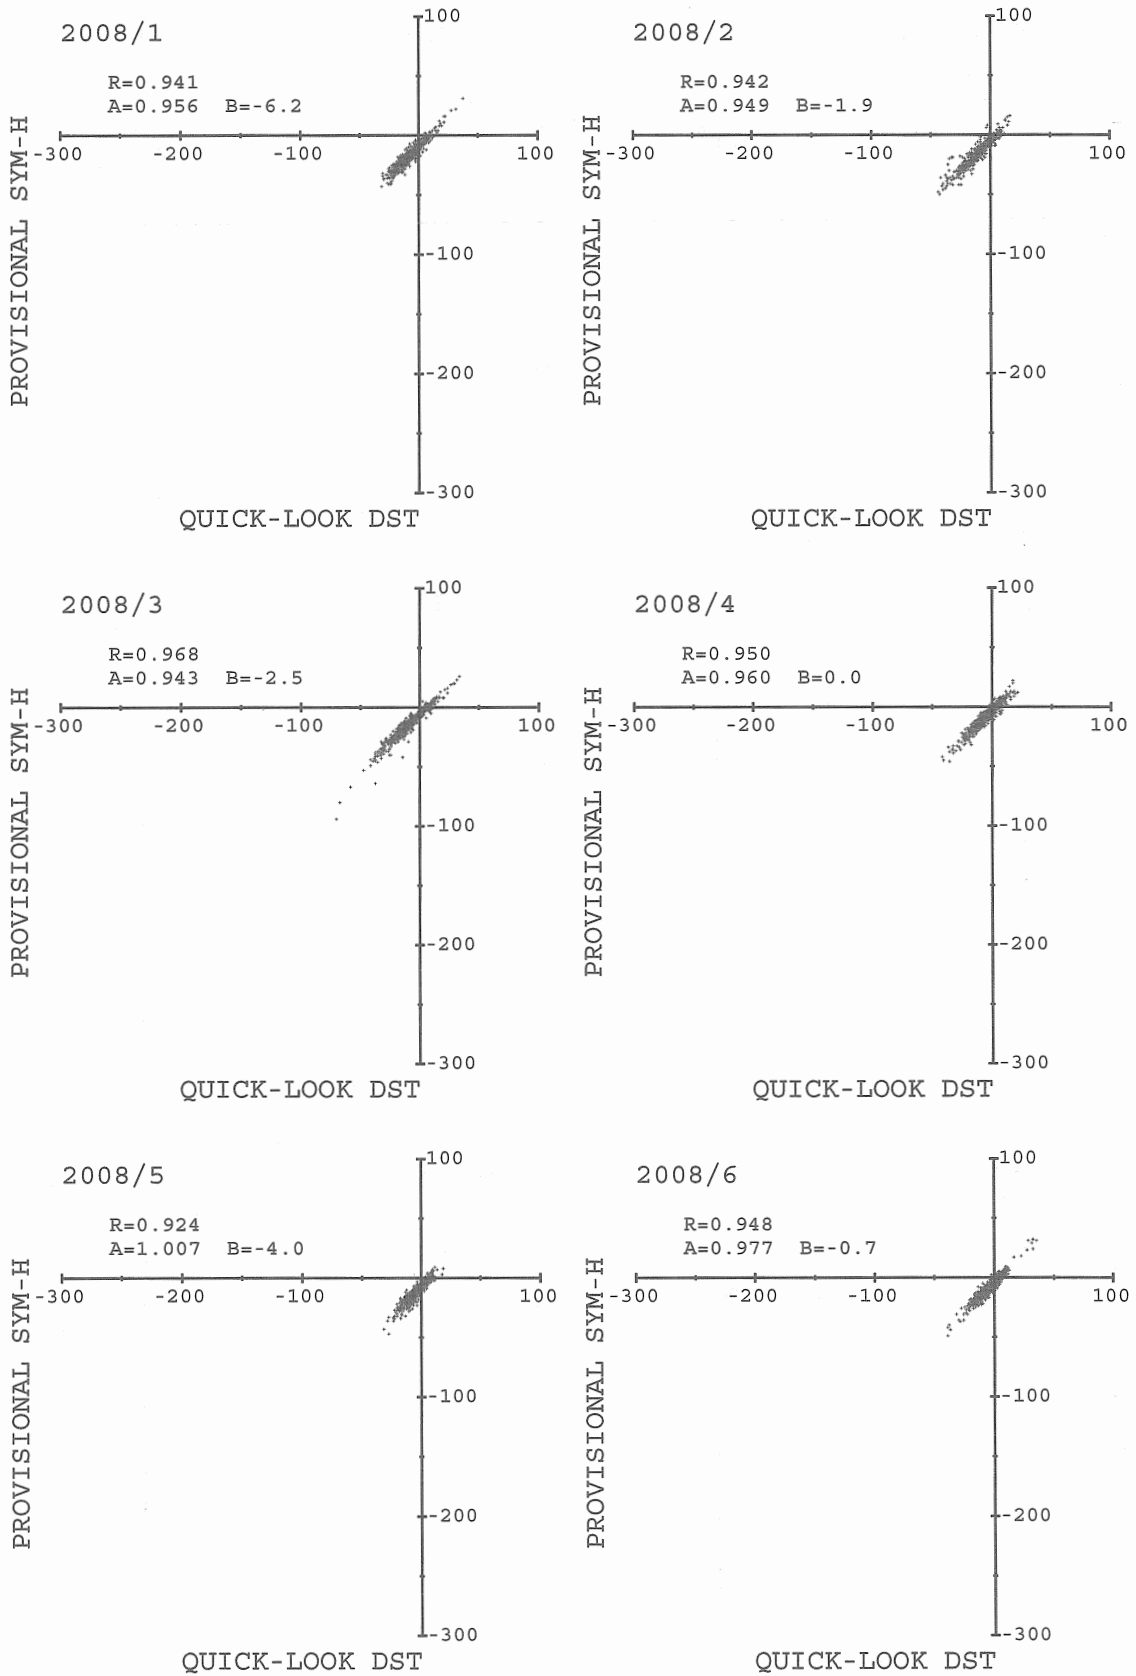 2008/1
R=0.941
A=0.956 B=-6.2
100
-300 -200 -100 100
-100
-200
-300
PROVISIONAL SYM-H
QUICK-LOOK DST
2008/2
R=0.942
A=0.949 B=-1.9
100
-300 -200 -100 100
-100
-200
-300
PROVISIONAL SYM-H
QUICK-LOOK DST
2008/3
R=0.968
A=0.943 B=-2.5
100
-300 -200 -100 100
-100
-200
-300
PROVISIONAL SYM-H
QUICK-LOOK DST
2008/4
R=0.950
A=0.960 B=0.0
100
-300 -200 -100 100
-100
-200
-300
PROVISIONAL SYM-H
QUICK-LOOK DST
2008/5
R=0.924
A=1.007 B=-4.0
100
-300 -200 -100 100
-100
-200
-300
PROVISIONAL SYM-H
QUICK-LOOK DST
2008/6
R=0.948
A=0.977 B=-0.7
100
-300 -200 -100 100
-100
-200
-300
PROVISIONAL SYM-H
QUICK-LOOK DST